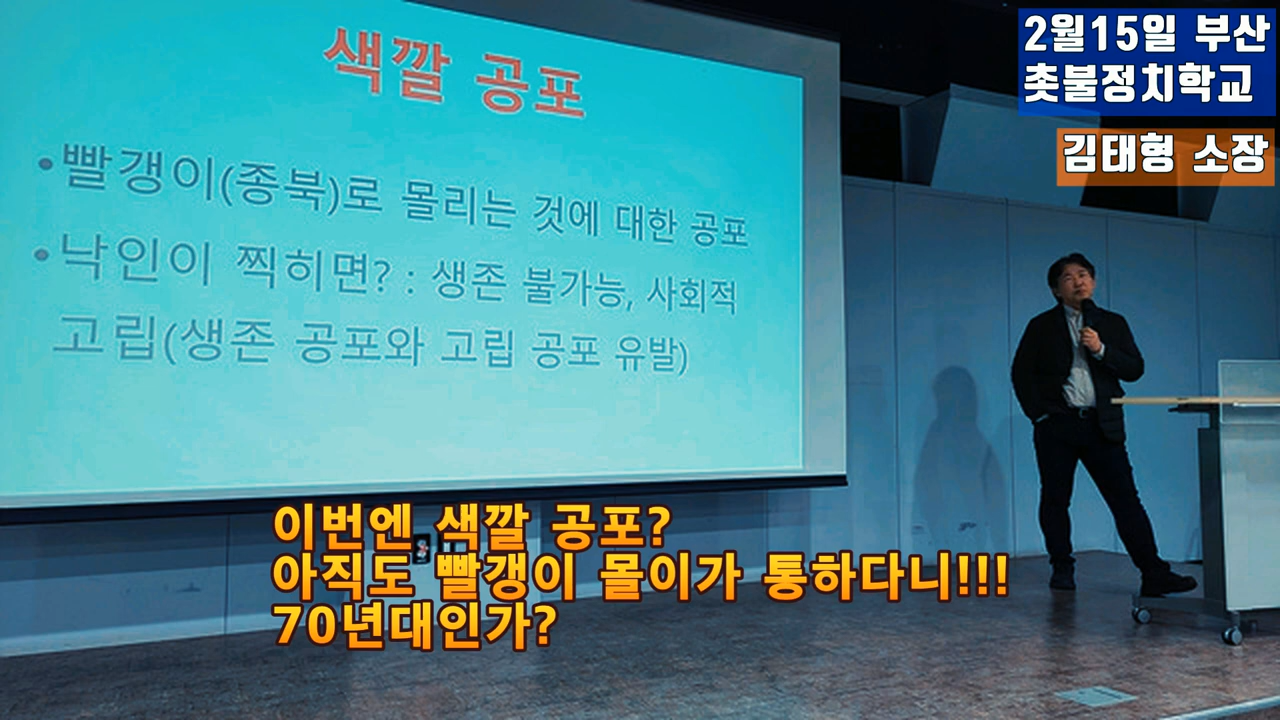 색깔 공포
•빨갱이(종북)로 몰리는 것에 대한 공포
•낙인이 찍히면? : 생존 불가능, 사회적
고립(생존 공포와 고립 공포 유발)
2월15일 부산
촛불정치학교
김태형 소장
이번엔 색깔 공포?
아직도 빨갱이 몰이가 통하다니!!!
70년대인가?